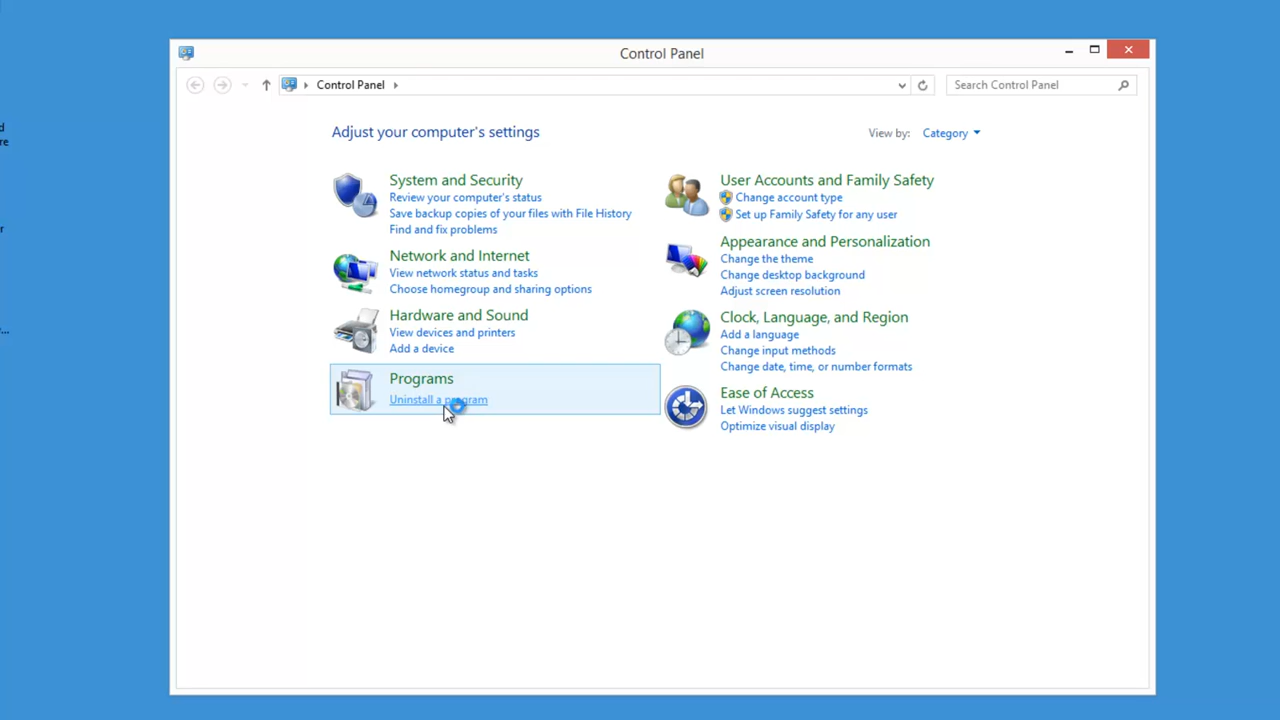 Control Panel
Control Panel
Search Control Panel
Adjust your computer's settings
View by: Category
System and Security
Review your computer's status
Save backup copies of your files with File History
Find and fix problems
Network and Internet
View network status and tasks
Choose homegroup and sharing options
Hardware and Sound
View devices and printers
Add a device
Programs
Uninstall a program
User Accounts and Family Safety
Change account type
Set up Family Safety for any user
Appearance and Personalization
Change the theme
Change desktop background
Adjust screen resolution
Clock, Language, and Region
Add a language
Change input methods
Change date, time, or number formats
Ease of Access
Let Windows suggest settings
Optimize visual display